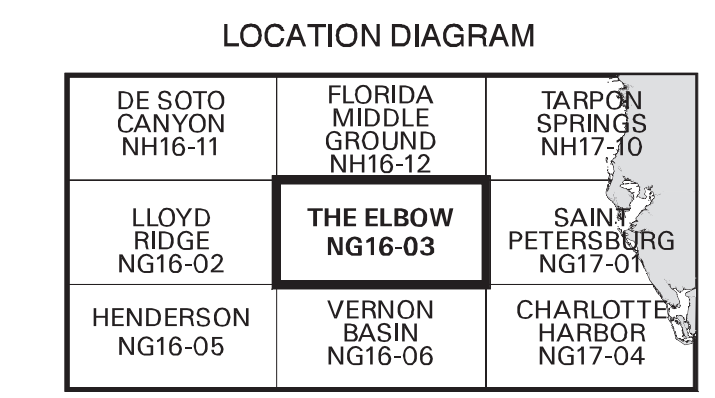 LOCATION DIAGRAM
DE SOTO
CANYON
NH16-11
FLORIDA
MIDDLE
GROUND
NH16-12
TARPON
SPRINGS
NH17-10
LLOYD
RIDGE
NG16-02
THE ELBOW
NG16-03
SAINT
PETERSBURG
NG17-01
HENDERSON
NG16-05
VERNON
BASIN
NG16-06
CHARLOTTE
HARBOR
NG17-04